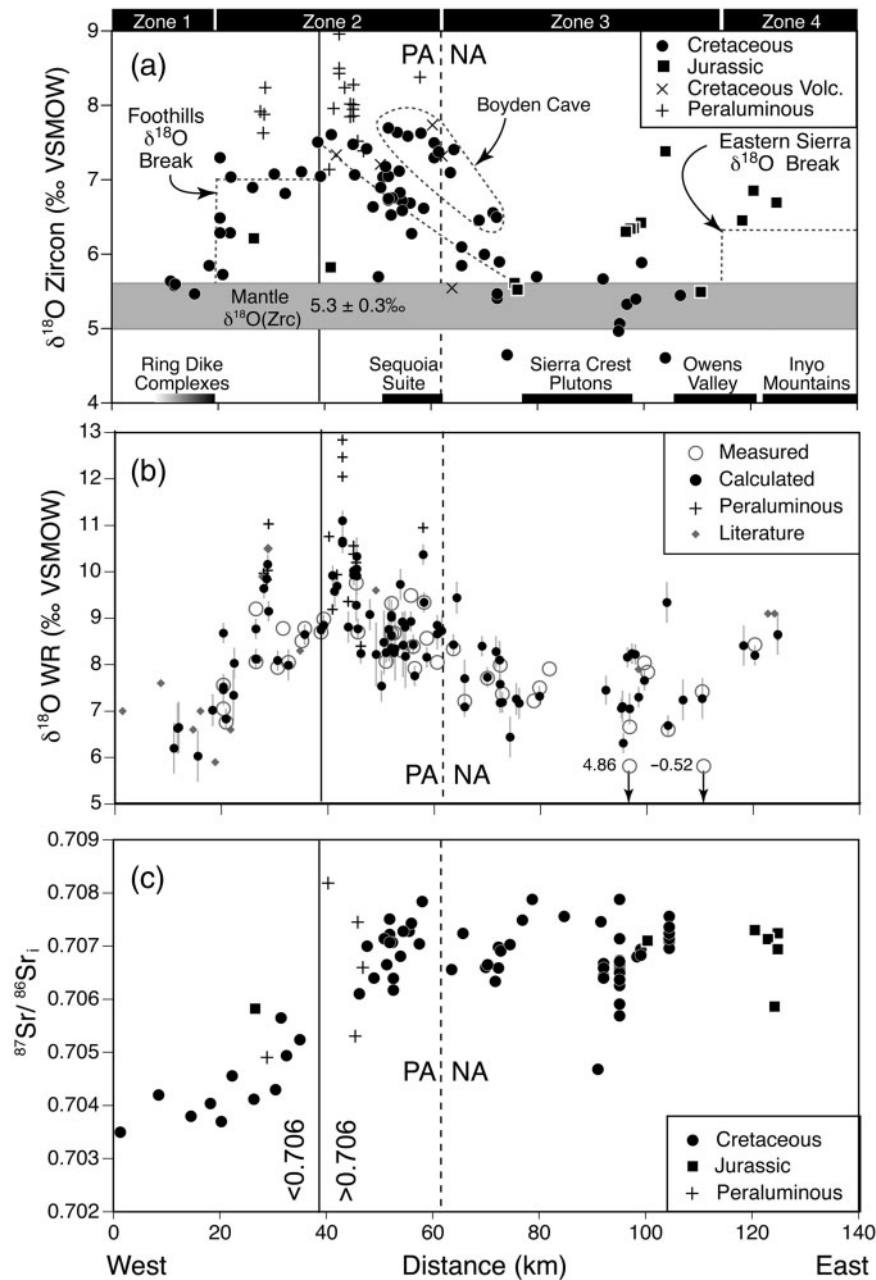 Zone 1 Zone 2 Zone 3 Zone 4
9
8
7
6
5
4
δ18O Zircon (‰ VSMOW)
(a)
PA NA
Cretaceous
Jurassic
Cretaceous Volc.
Peraluminous
Foothills
δ18O
Break
Boyden Cave
Eastern Sierra
δ18O Break
Mantle 5.3 ± 0.3‰
δ18O(Zrc)
Ring Dike
Complexes
Sequoia
Suite
Sierra Crest
Plutons
Owens
Valley
Inyo
Mountains
13
12
11
10
9
8
7
6
5
δ18O WR (‰ VSMOW)
(b)
Measured
Calculated
Peraluminous
Literature
PA NA
4.86
−0.52
0.709
0.708
0.707
0.706
0.705
0.704
0.703
0.702
87Sr/ 86Sri
(c)
PA NA
<0.706
>0.706
Cretaceous
Jurassic
Peraluminous
0 20 40 60 80 100 120 140
West Distance (km) East